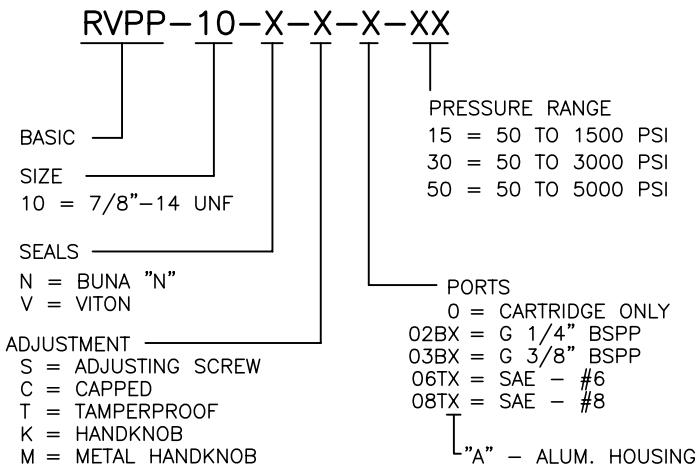 RVPP-10-X-X-X-XX
BASIC
SIZE
10 = 7/8"-14 UNF
SEALS
N = BUNA "N"
V = VITON
ADJUSTMENT
S = ADJUSTING SCREW
C = CAPPED
T = TAMPERPROOF
K = HANDKNOB
M = METAL HANDKNOB
PRESSURE RANGE
15 = 50 TO 1500 PSI
30 = 50 TO 3000 PSI
50 = 50 TO 5000 PSI
PORTS
0 = CARTRIDGE ONLY
02BX = G 1/4" BSPP
03BX = G 3/8" BSPP
06TX = SAE - #6
08TX = SAE - #8
"A" - ALUM. HOUSING